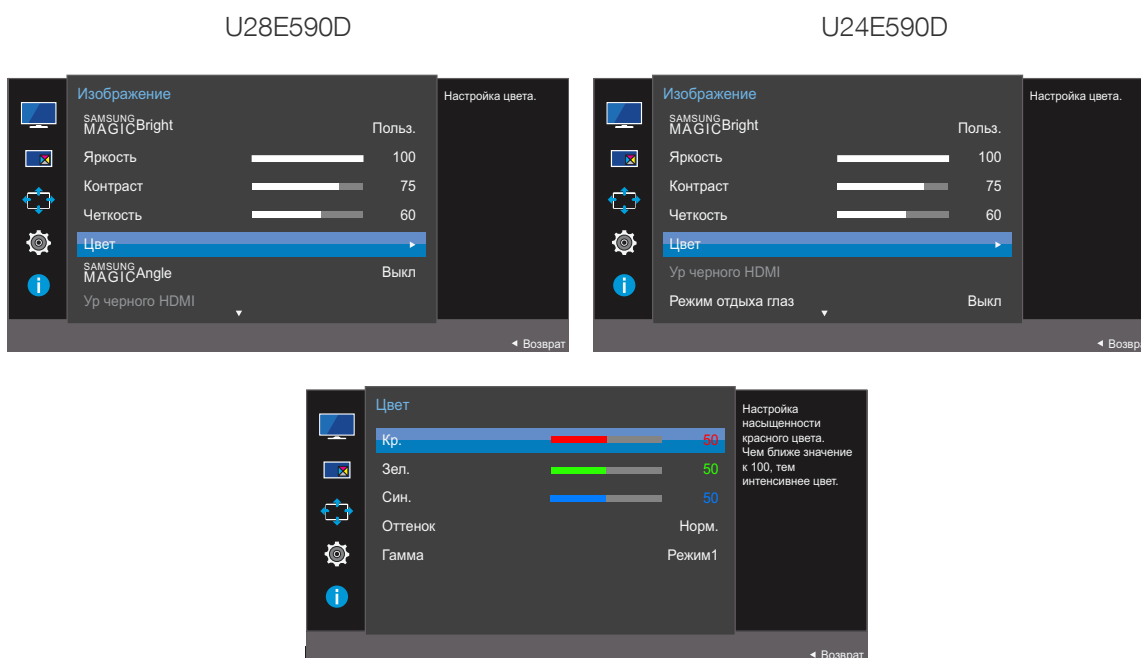 U28E590D
U24E590D
Изображение
Настройка цвета.
SAMSUNG
MAGICBright Польз.
Яркость 100
Контраст 75
Четкость 60
Цвет
SAMSUNG
MAGICAngle Выкл
Ур черного HDMI
Возврат
Изображение
Настройка цвета.
SAMSUNG
MAGICBright Польз.
Яркость 100
Контраст 75
Четкость 60
Цвет
Ур черного HDMI
Режим отдыха глаз Выкл
Возвра
Цвет
Кр. 50
Зел. 50
Син. 50
Оттенок Норм.
Гамма Режим1
Настройка
насыщенности
красного цвета.
Чем ближе значение
к 100, тем
интенсивнее цвет.
Возврат